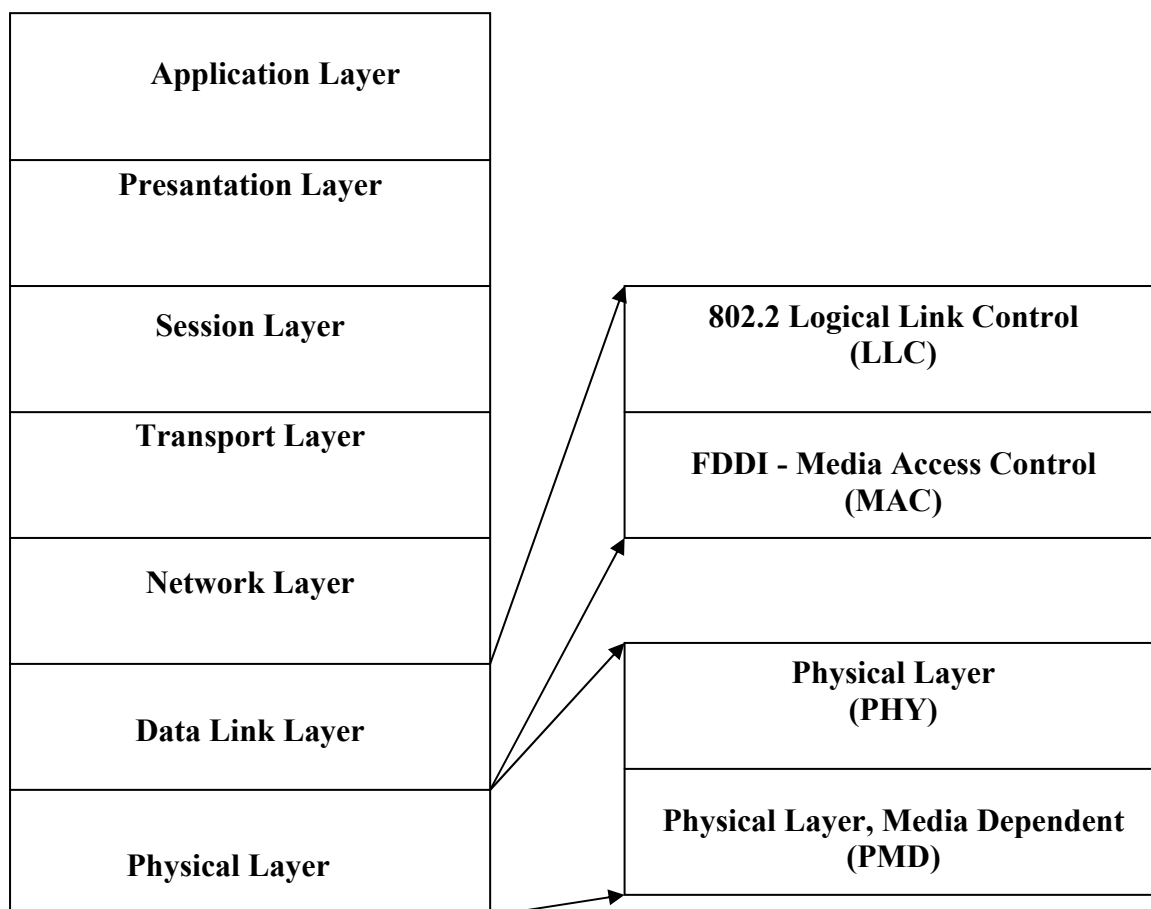 Application Layer
Presantation Layer
Session Layer
Transport Layer
Network Layer
Data Link Layer
Physical Layer
802.2 Logical Link Control
(LLC)
FDDI - Media Access Control
(MAC)
Physical Layer
(PHY)
Physical Layer, Media Dependent
(PMD)